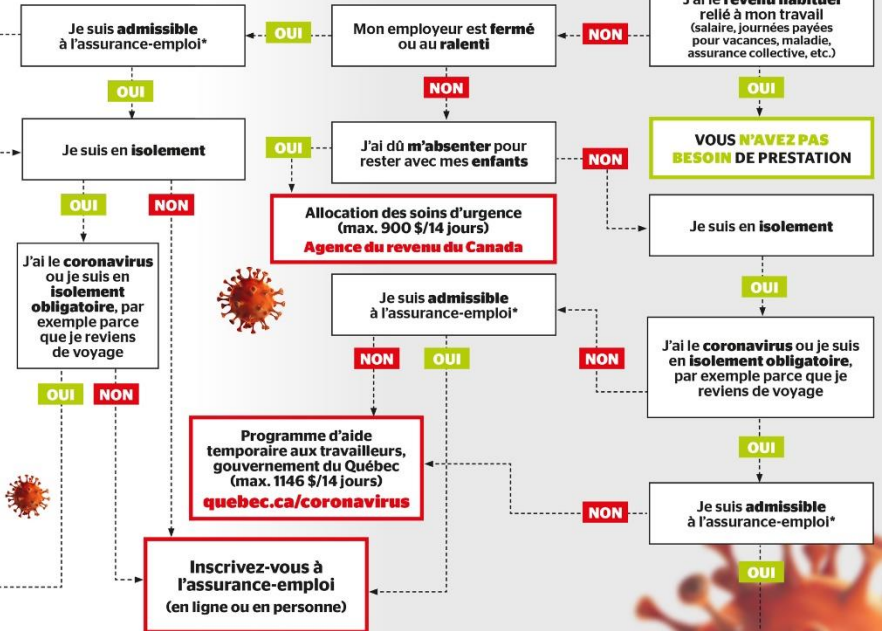 Je suis admissible
à l'assurance-emploi*
OUI
Mon employeur est fermé
ou au ralenti
NON
J'ai le revenu habituel
relié à mon travail
(salaire, journées payées
pour vacances, maladie,
assurance collective, etc.)
OUI
NON
OUI
Je suis en isolement
OUI
J'ai dû m'absenter pour
rester avec mes enfants
NON
VOUS N'AVEZ PAS
BESOIN DE PRESTATION
OUI
NON
Allocation des soins d'urgence
(max. 900 $/14 jours)
Agence du revenu du Canada
Je suis en isolement
J'ai le coronavirus
ou je suis en
isolement
obligatoire, par
exemple parce
que je reviens
de voyage
Je suis admissible
à l'assurance-emploi*
OUI
J'ai le coronavirus ou je suis
en isolement obligatoire,
par exemple parce que je
reviens de voyage
NON
OUI
NON
OUI
NON
Programme d'aide
temporaire aux travailleurs,
gouvernement du Québec
(max. 1146 $/14 jours)
quebec.ca/coronavirus
OUI
NON
Je suis admissible
à l'assurance-emploi*
OUI
Inscrivez-vous à
l'assurance-emploi
(en ligne ou en personne)